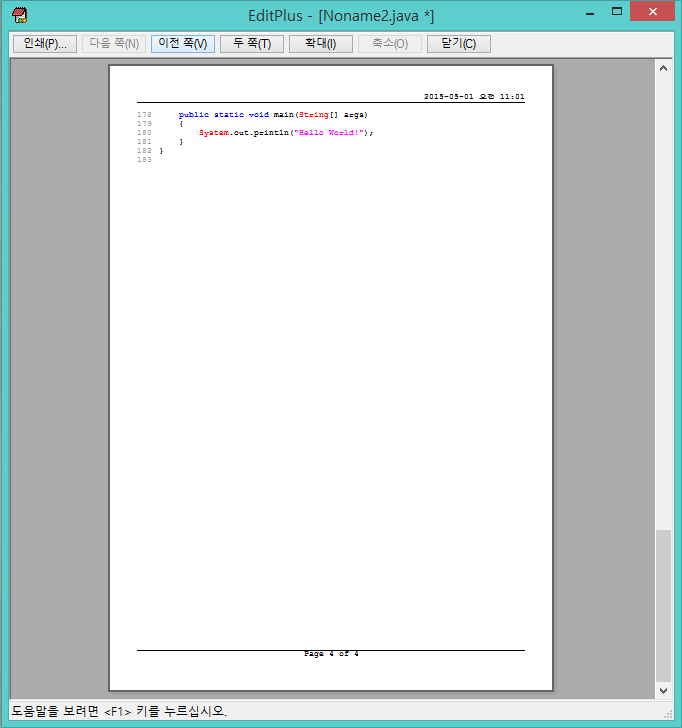 EditPlus - [Noname2.java *]
인쇄(P)... 다음 쪽(N) 이전 쪽(V) 두 쪽(T) 확대(I) 축소(O) 닫기(C)
2015-05-01 오전 11:01
178 public static void main(String[] args)
179 {
180 System.out.println("Hello World!");
181 }
182 }
183
Page 4 of 4
도움말을 보려면 <F1> 키를 누르십시오.